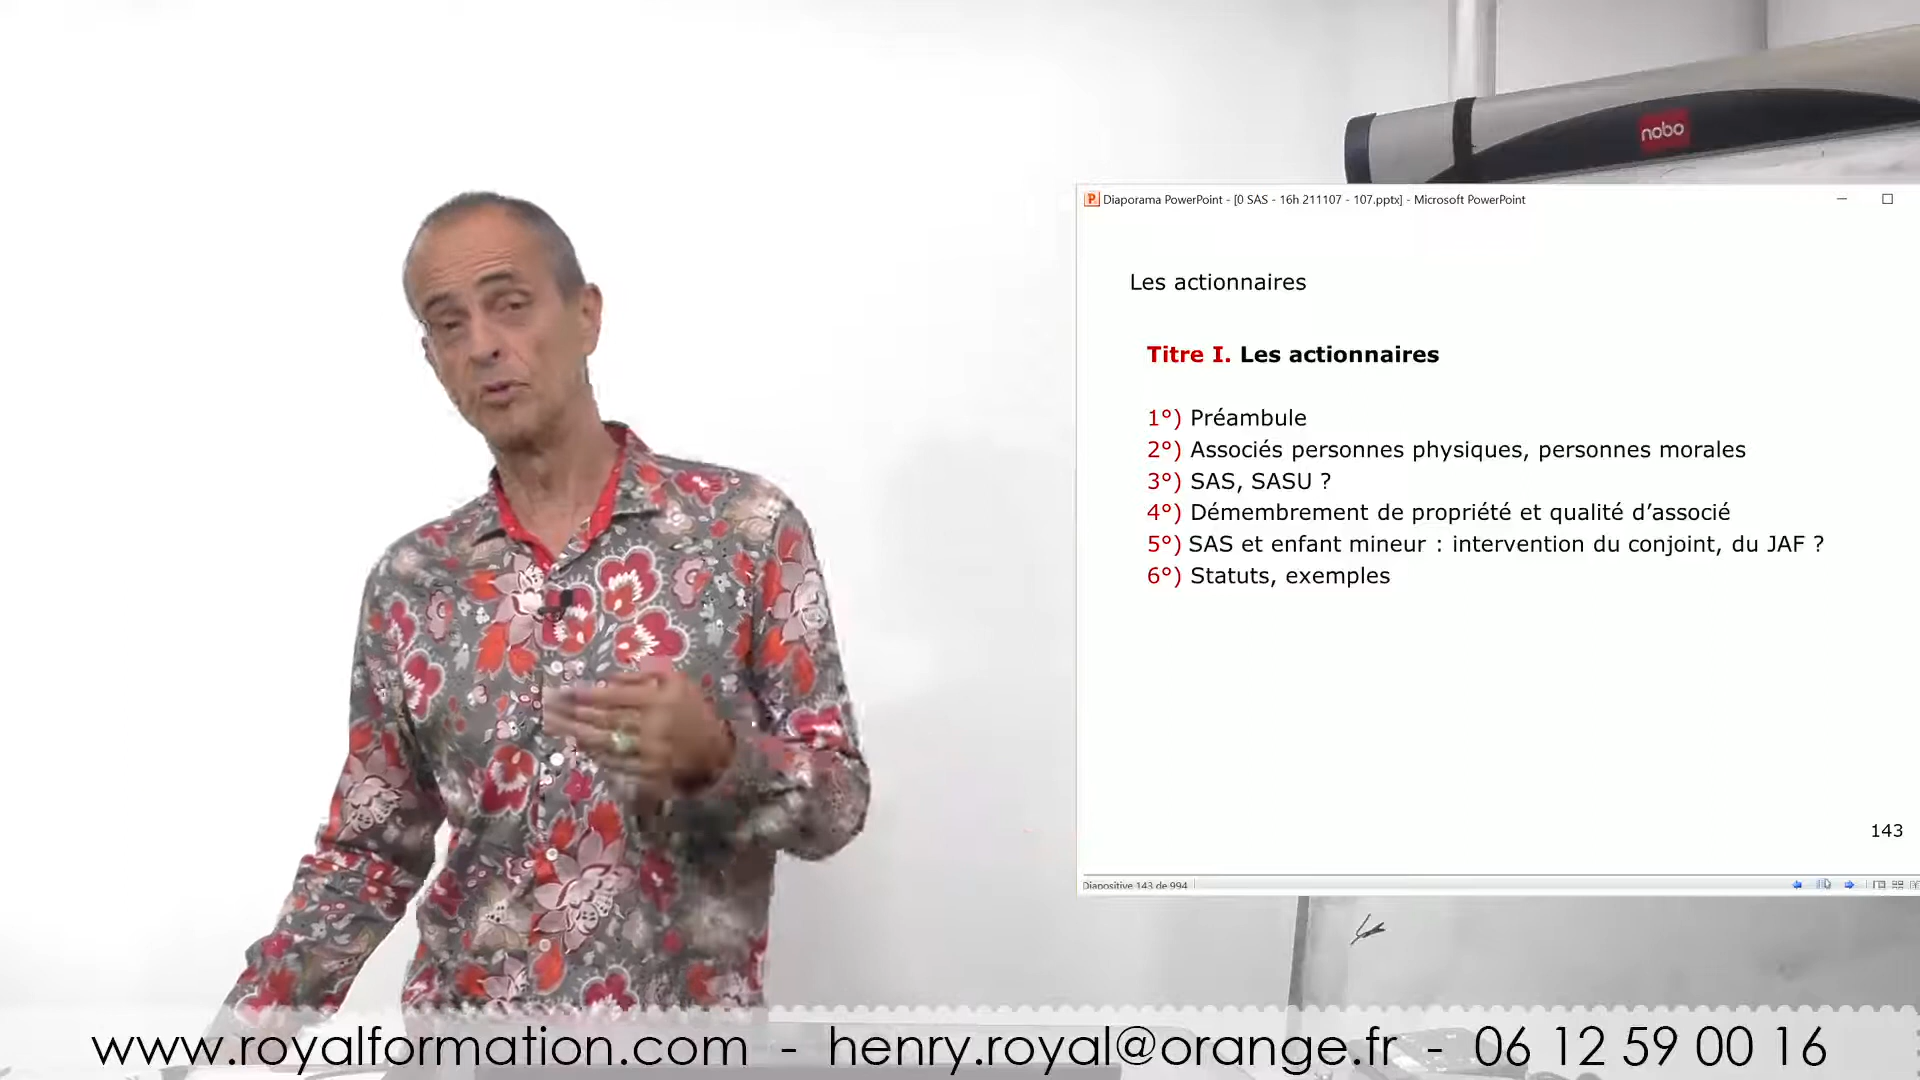 nobo
Diaporama PowerPoint - [0 SAS - 16h 211107 - 107.pptx] - Microsoft PowerPoint
Les actionnaires
Titre I. Les actionnaires
1°) Préambule
2°) Associés personnes physiques, personnes morales
3°) SAS, SASU ?
4°) Démembrement de propriété et qualité d’associé
5°) SAS et enfant mineur : intervention du conjoint, du JAF ?
6°) Statuts, exemples
143
Diapositive 143 de 994
www.royalformation.com - henry.royal@orange.fr - 06 12 59 00 16